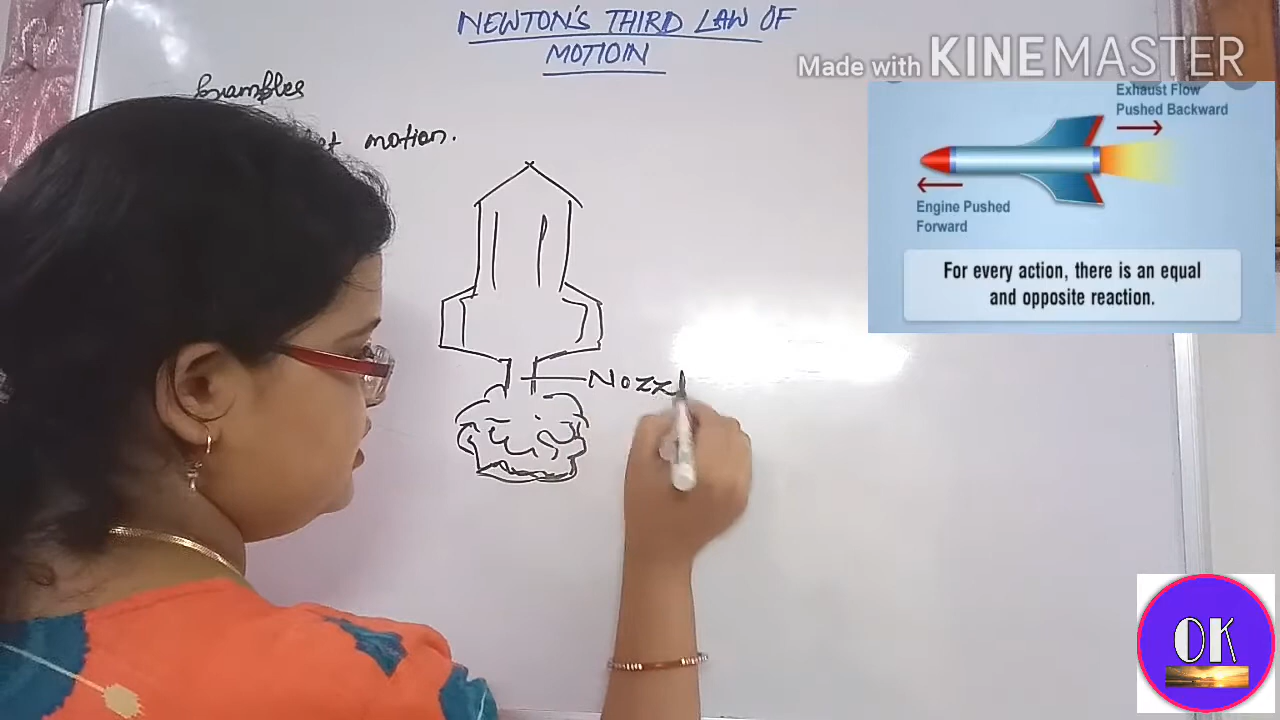 NEWTON'S THIRD LAW OF
MOTIOIN
Examples
motion.
Nozzl
Made with KINEMASTER
Exhaust Flow
Pushed Backward
Engine Pushed
Forward
For every action, there is an equal
and opposite reaction.
OK